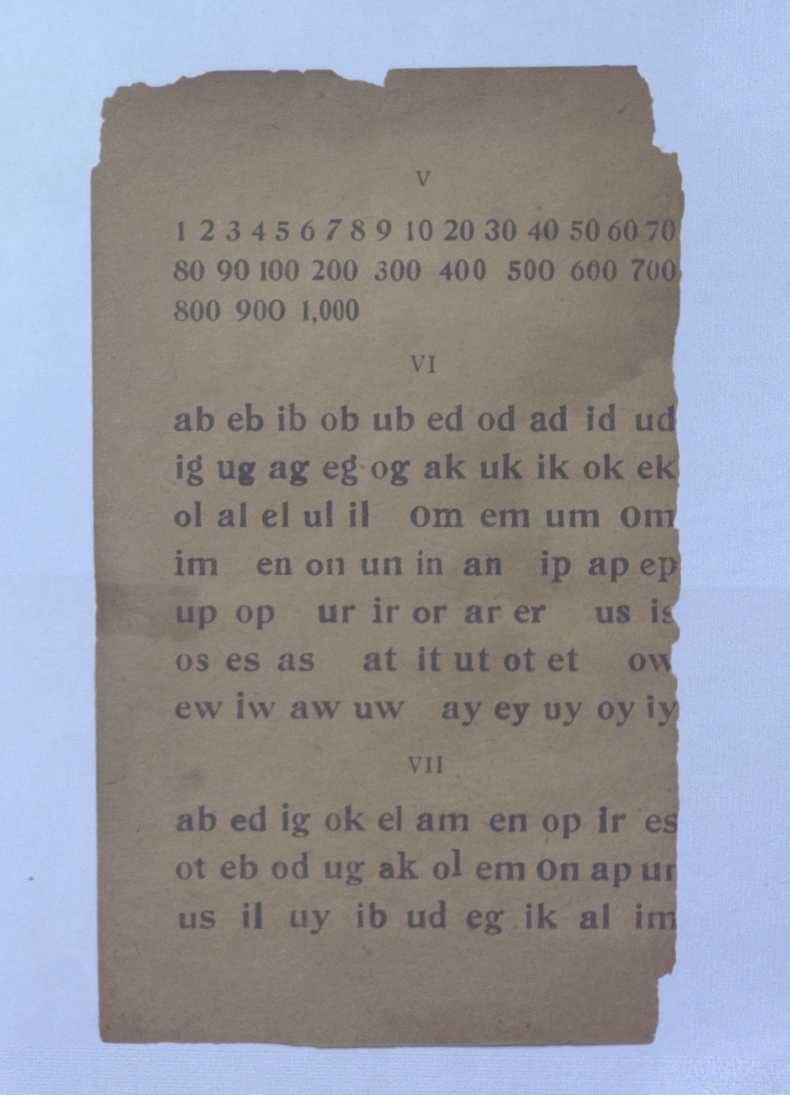 V
1 2 3 4 5 6 7 8 9 10 20 30 40 50 60 70
80 90 100 200 300 400 500 600 700
800 900 1,000
VI
ab eb ib ob ub ed od ad id ud
ig ug ag eg og ak uk ik ok ek
ol al el ul il Om em um Om
im en on un in an ip ap ep
up op ur ir or ar er us is
os es as at it ut ot et ow
ew iw aw uw ay ey uy oy iy
VII
ab ed ig ok el am en op Ir es
ot eb od ug ak ol em On ap ur
us il uy ib ud eg ik al im